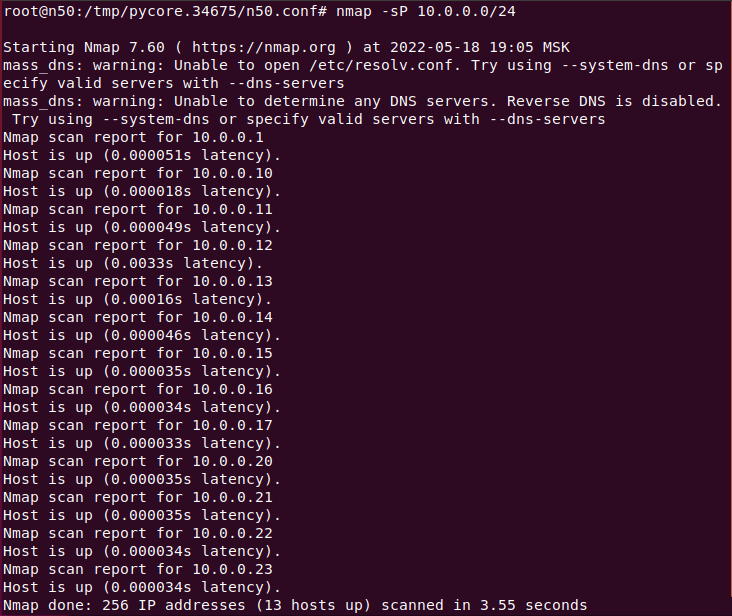 root@n50:/tmp/pycore.34675/n50.conf# nmap -sP 10.0.0.0/24
Starting Nmap 7.60 ( https://nmap.org ) at 2022-05-18 19:05 MSK
mass_dns: warning: Unable to open /etc/resolv.conf. Try using --system-dns or sp
ecify valid servers with --dns-servers
mass_dns: warning: Unable to determine any DNS servers. Reverse DNS is disabled.
 Try using --system-dns or specify valid servers with --dns-servers
Nmap scan report for 10.0.0.1
Host is up (0.000051s latency).
Nmap scan report for 10.0.0.10
Host is up (0.000018s latency).
Nmap scan report for 10.0.0.11
Host is up (0.000049s latency).
Nmap scan report for 10.0.0.12
Host is up (0.0033s latency).
Nmap scan report for 10.0.0.13
Host is up (0.00016s latency).
Nmap scan report for 10.0.0.14
Host is up (0.000046s latency).
Nmap scan report for 10.0.0.15
Host is up (0.000035s latency).
Nmap scan report for 10.0.0.16
Host is up (0.000034s latency).
Nmap scan report for 10.0.0.17
Host is up (0.000033s latency).
Nmap scan report for 10.0.0.20
Host is up (0.000035s latency).
Nmap scan report for 10.0.0.21
Host is up (0.000035s latency).
Nmap scan report for 10.0.0.22
Host is up (0.000034s latency).
Nmap scan report for 10.0.0.23
Host is up (0.000034s latency).
Nmap done: 256 IP addresses (13 hosts up) scanned in 3.55 seconds